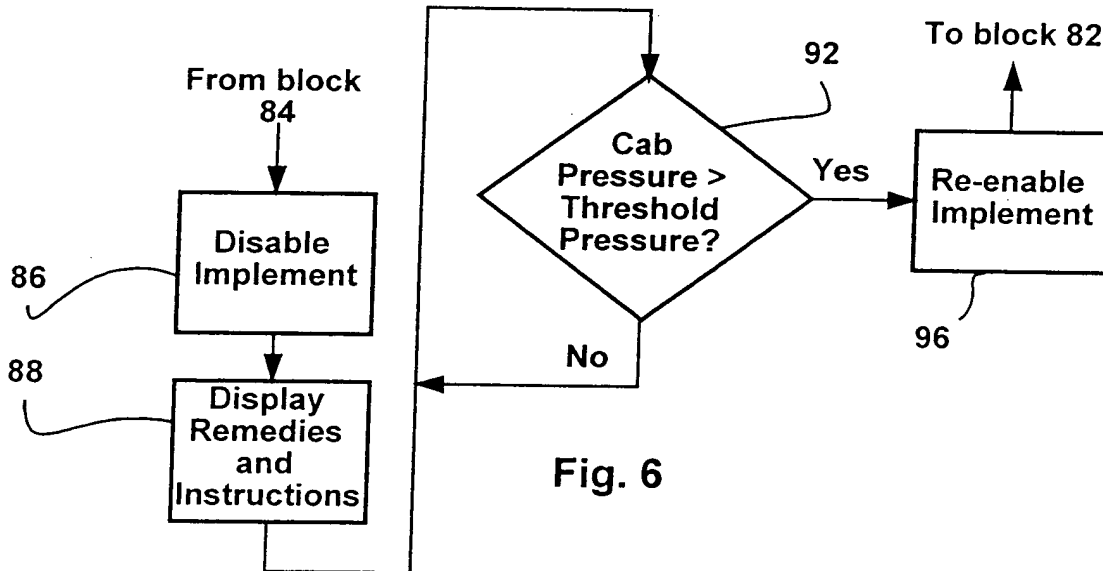 From block
84
Disable
Implement
86
88
Display
Remedies
and
Instructions
92
Cab
Pressure >
Threshold
Pressure?
Yes
No
To block 82
Re-enable
Implement
96
Fig. 6